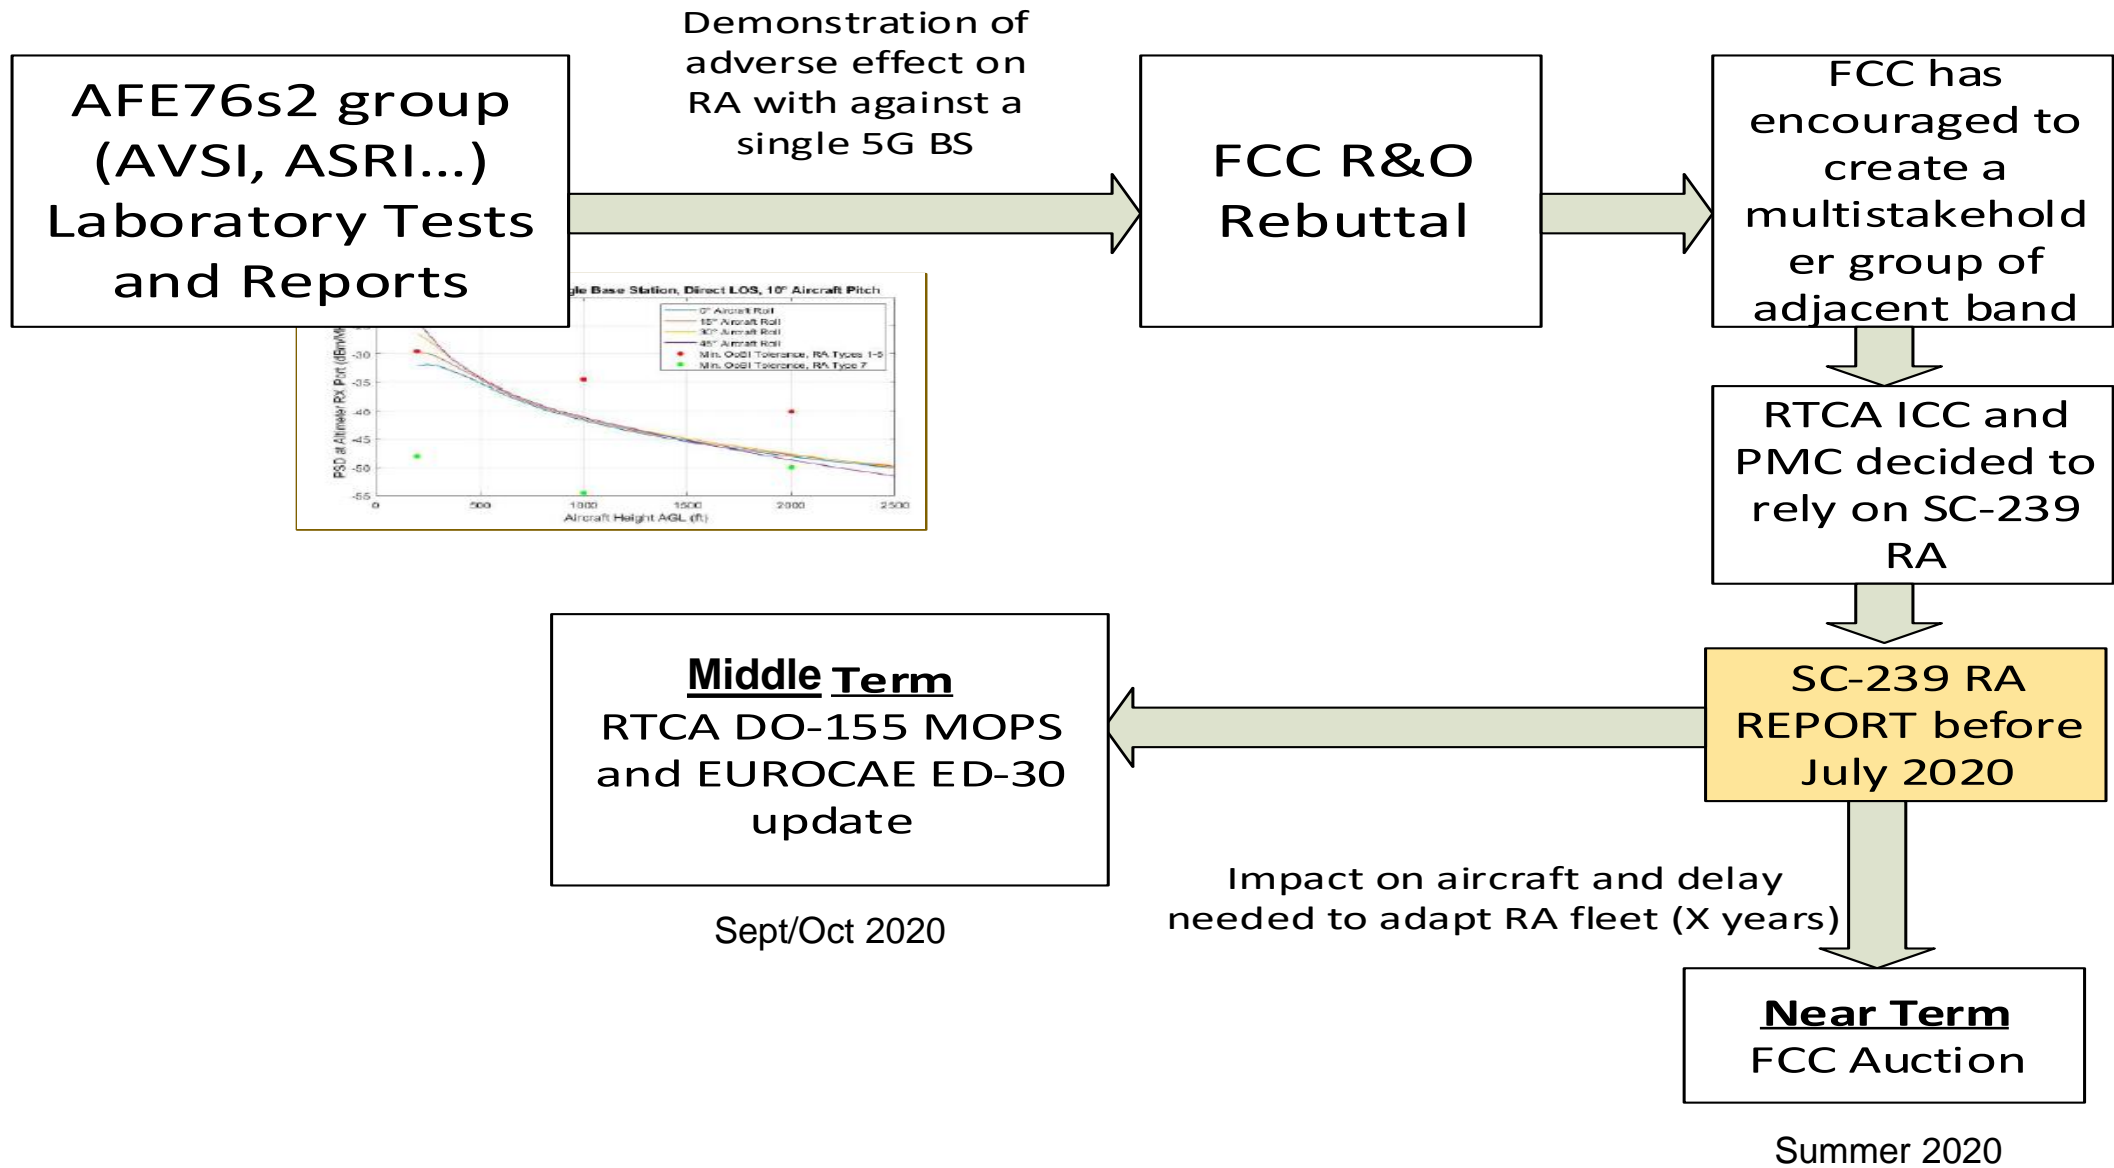 Demonstration of
adverse effect on
RA with against a
single 5G BS
AFE76s2 group
(AVSI, ASRI...)
Laboratory Tests
and Reports
FCC R&O
Rebuttal
FCC has
encouraged to
create a
multistakehold
er group of
adjacent band
Base Station, Direct LOS, 10° Aircraft Pitch
0° Aircraft Roll
15° Aircraft Roll
30° Aircraft Roll
45° Aircraft Roll
Min. OoBI Tolerance, RA Types 1-6
Min. OoBI Tolerance, RA Type 7
PSD at Altimeter RX Port
-30
-35
-40
-45
-50
-55
0
500
1000
1500
2000
2500
Aircraft Height AGL (ft)
RTCA ICC and
PMC decided to
rely on SC-239
RA
Middle Term
RTCA DO-155 MOPS
and EUROCAE ED-30
update
Sept/Oct 2020
SC-239 RA
REPORT before
July 2020
Impact on aircraft and delay
needed to adapt RA fleet (X years)
Near Term
FCC Auction
Summer 2020